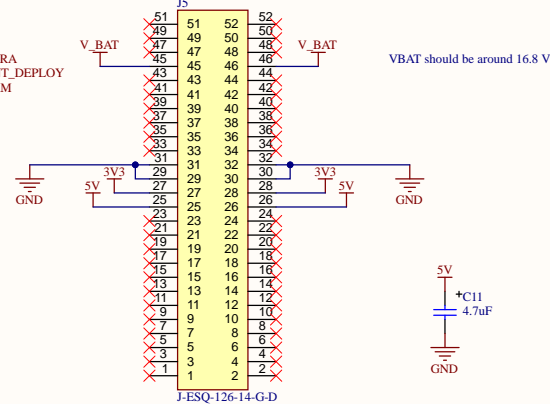 J5
51 51 52 52
49 49 50 50
V_BAT 47 47 48 48 V_BAT
45 45 46 46
RA 43 43 44 44 VBAT should be around 16.8 V
T_DEPLOY 41 41 42 42
M 39 39 40 40
37 37 38 38
35 35 36 36
33 33 34 34
31 31 32 32
3V3 29 29 30 30 3V3
5V 27 27 28 28 5V
GND 25 25 26 26 GND
23 23 24 24
21 21 22 22
19 19 20 20
17 17 18 18
15 15 16 16
13 13 14 14
11 11 12 12
9 9 10 10
7 7 8 8
5 5 6 6
3 3 4 4
1 1 2 2
J-ESQ-126-14-G-D
5V
+ C11
4.7uF
GND